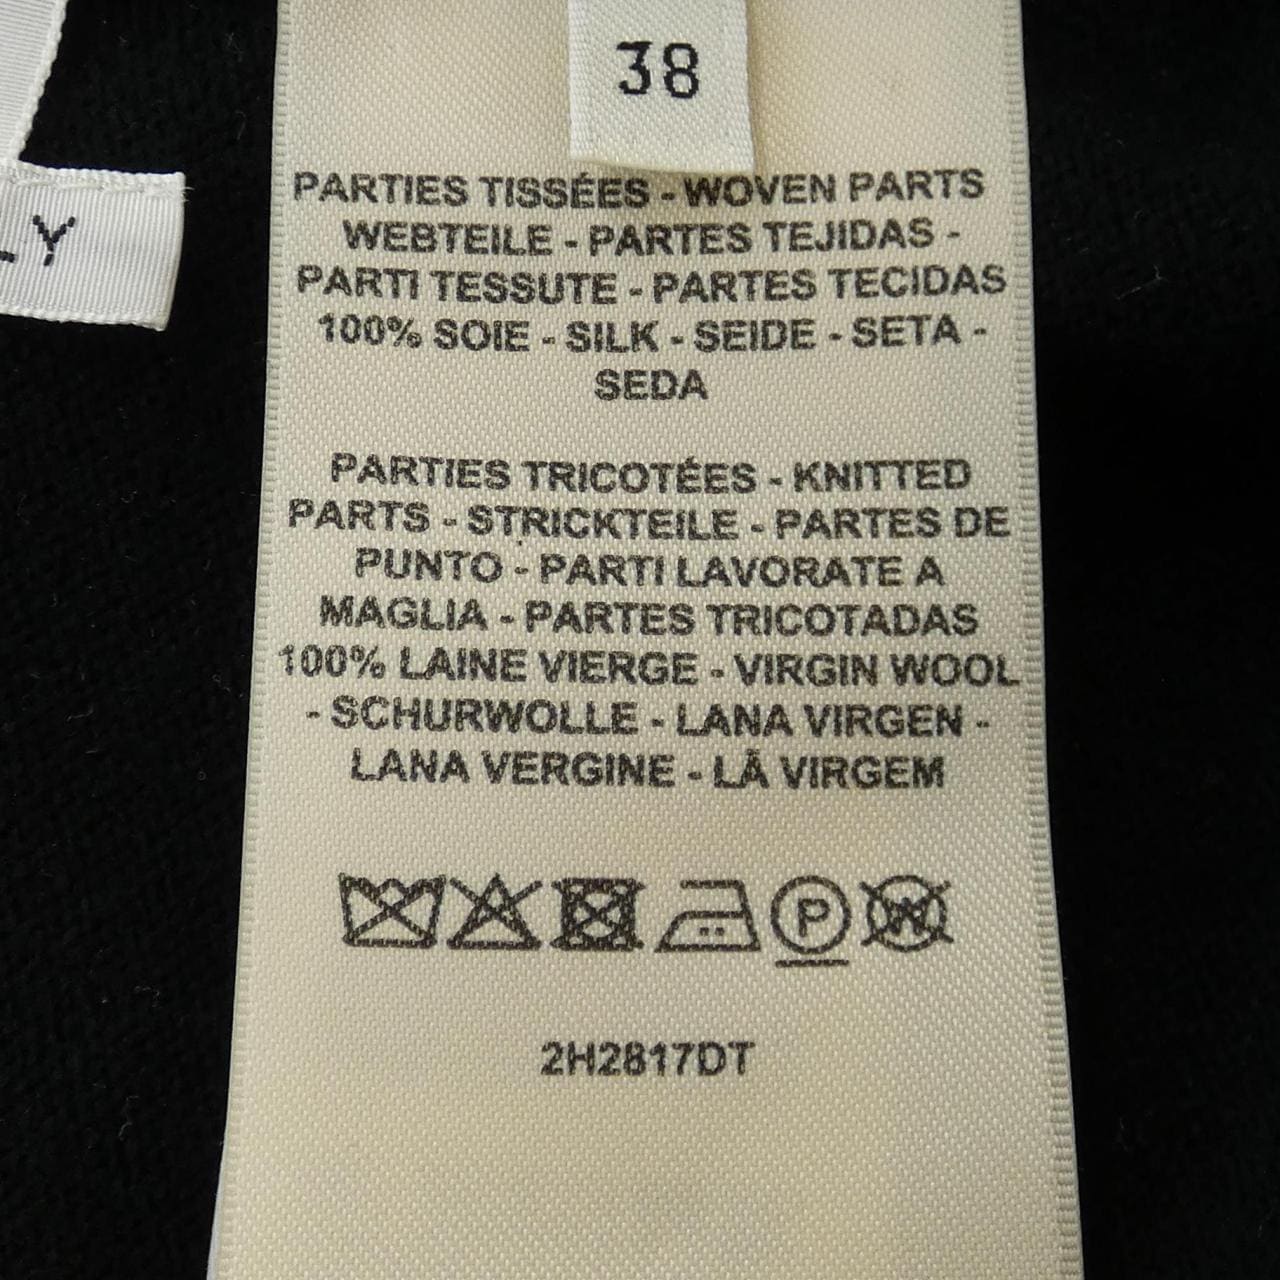 38
LY
PARTIES TISSÉES - WOVEN PARTS
WEBTEILE - PARTES TEJIDAS -
PARTI TESSUTE - PARTES TECIDAS
100% SOIE - SILK - SEIDE - SETA -
SEDA
PARTIES TRICOTÉES - KNITTED
PARTS - STRICKTEILE - PARTES DE
PUNTO - PARTI LAVORATE A
MAGLIA - PARTES TRICOTADAS
100% LAINE VIERGE - VIRGIN WOOL
- SCHURWOLLE - LANA VIRGEN -
LANA VERGINE - LÃ VIRGEM
P W
2H2817DT